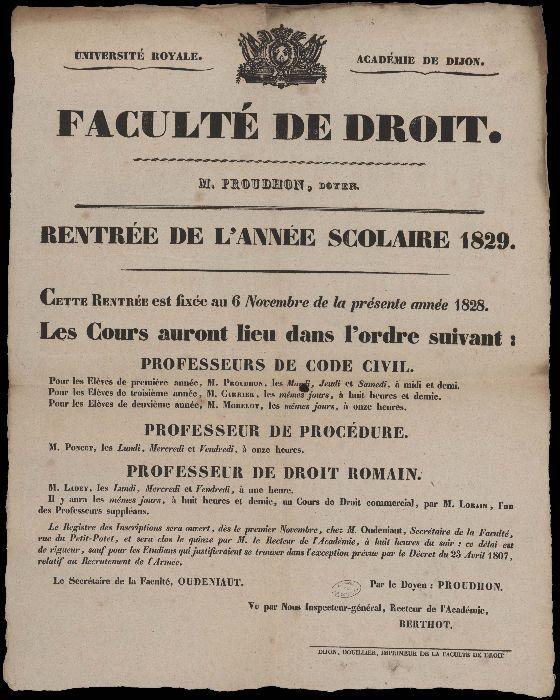 UNIVERSITÉ ROYALE.
ACADÉMIE DE DIJON.
FACULTÉ DE DROIT.
M. PROUDHON, DOYEN.
RENTRÉE DE L'ANNÉE SCOLAIRE 1829.
CETTE RENTRÉE est fixée au 6 Novembre de la présente année 1828.
Les Cours auront lieu dans l'ordre suivant :
PROFESSEURS DE CODE CIVIL.
Pour les Elèves de première année, M. PROUDHON, les Mardi, Jeudi et Samedi, à midi et demi.
Pour les Elèves de troisième année, M. CARRIER, les mêmes jours, à huit heures et demie.
Pour les Elèves de deuxième année, M. MORELOT, les mêmes jours, à onze heures.
PROFESSEUR DE PROCÉDURE.
M. PONCET, les Lundi, Mercredi et Vendredi, à onze heures.
PROFESSEUR DE DROIT ROMAIN.
M. LADEY, les Lundi, Mercredi et Vendredi, à une heure.
Il y aura les mêmes jours, à huit heures et demie, un Cours de Droit commercial, par M. LORAIN, l'un
des Professeurs suppléans.
Le Registre des Inscriptions sera ouvert, dès le premier Novembre, chez M. Oudeniaut, Secrétaire de la Faculté,
rue du Petit-Potet, et sera clos le quinze par M. le Recteur de l'Académie, à huit heures du soir : ce délai est
de rigueur, sauf pour les Etudians qui justifieraient se trouver dans l'exception prévue par le Décret du 23 Avril 1807,
relatif au Recrutement de l'Armée.
Le Secrétaire de la Faculté, OUDENIAUT.
Par le Doyen : PROUDHON.
Vu par Nous Inspecteur-général, Recteur de l'Académie,
BERTHOT.
DIJON, DOUILLIER, IMPRIMEUR DE LA FACULTÉ DE DROIT